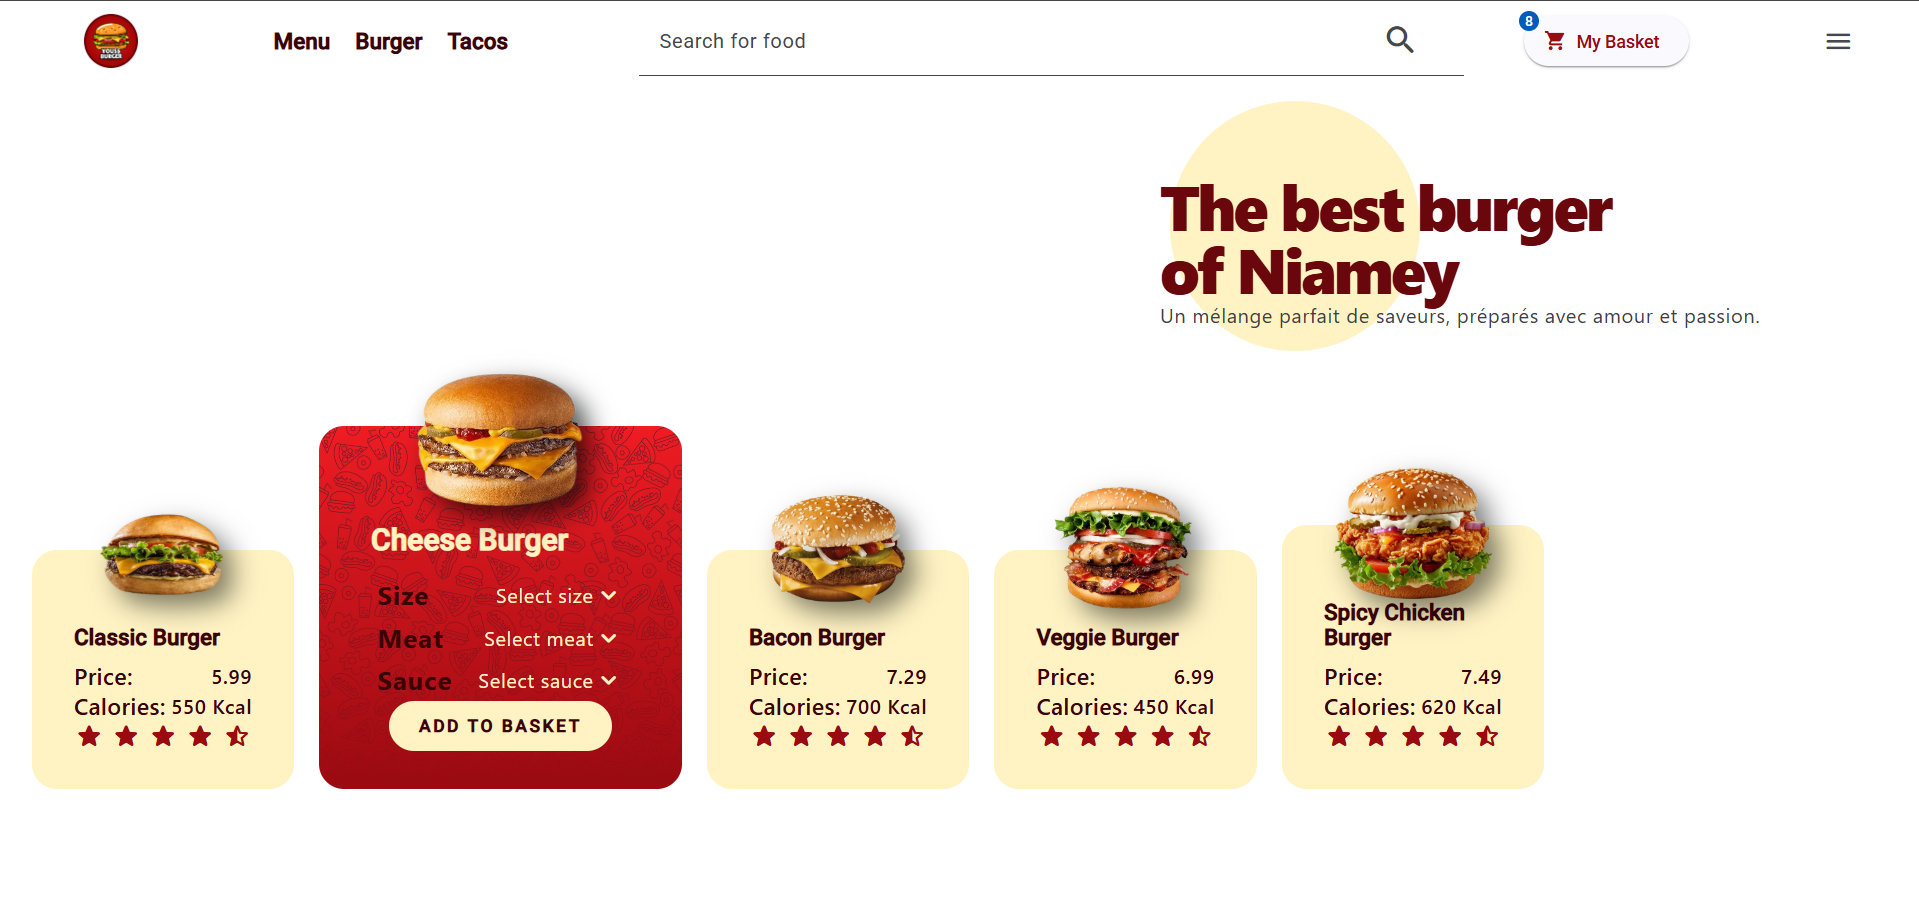 YOUSS
BURGER
Menu
Burger
Tacos
Search for food
8
My Basket
The best burger
of Niamey
Un mélange parfait de saveurs, préparés avec amour et passion.
Classic Burger
Price: 5.99
Calories: 550 Kcal
Cheese Burger
Size Select size
Meat Select meat
Sauce Select sauce
ADD TO BASKET
Bacon Burger
Price: 7.29
Calories: 700 Kcal
Veggie Burger
Price: 6.99
Calories: 450 Kcal
Spicy Chicken
Burger
Price: 7.49
Calories: 620 Kcal